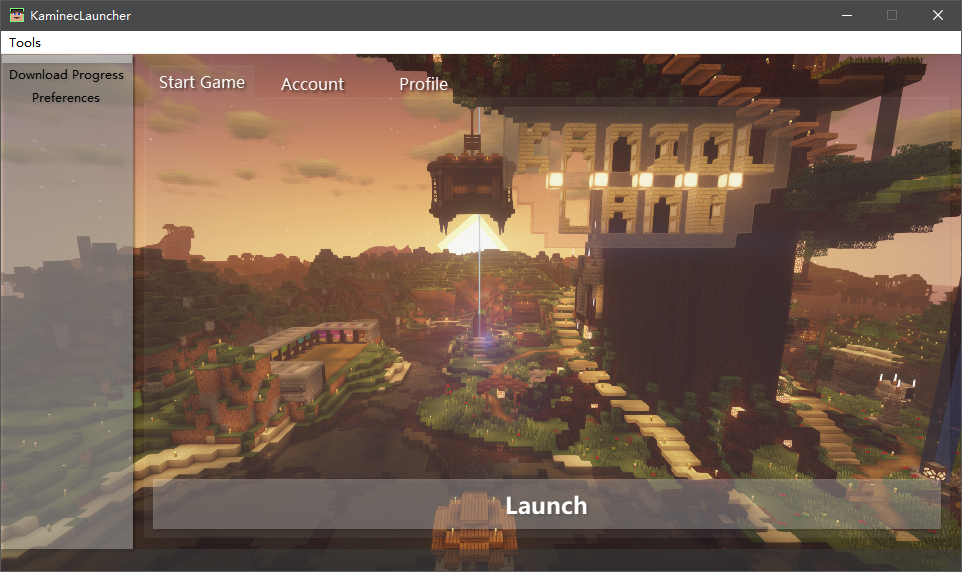 KaminecLauncher
Tools
Download Progress
Preferences
Start Game
Account
Profile
Launch